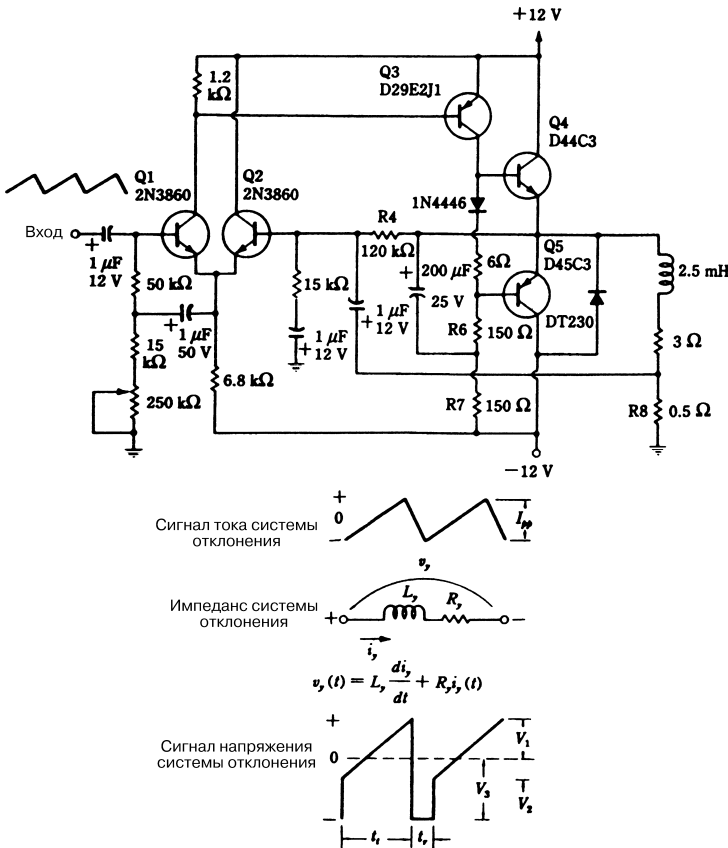 +12 V
1.2
kΩ
Q3
D29E2J1
Q4
D44C3
Q1
2N3860
Q2
2N3860
1N4446
R4
120 kΩ
Q5
D45C3
Вход
+
1 μF
12 V
50 kΩ
15 kΩ
+
200 μF
25 V
6Ω
2.5 mH
DT230
+
1 μF
50 V
+
1 μF
12 V
+
1 μF
12 V
R6
150 Ω
3 Ω
15
kΩ
6.8 kΩ
250 kΩ
R7
150 Ω
R8
0.5 Ω
−12 V
Сигнал тока системы
отклонения
+
0
−
Ipp
vy
Импеданс системы
отклонения
+
Ly
Ry
−
iy
vy(t) = Ly diy/dt + Ryiy(t)
Сигнал напряжения
системы отклонения
+
0
−
V1
V3
V2
tt
tr